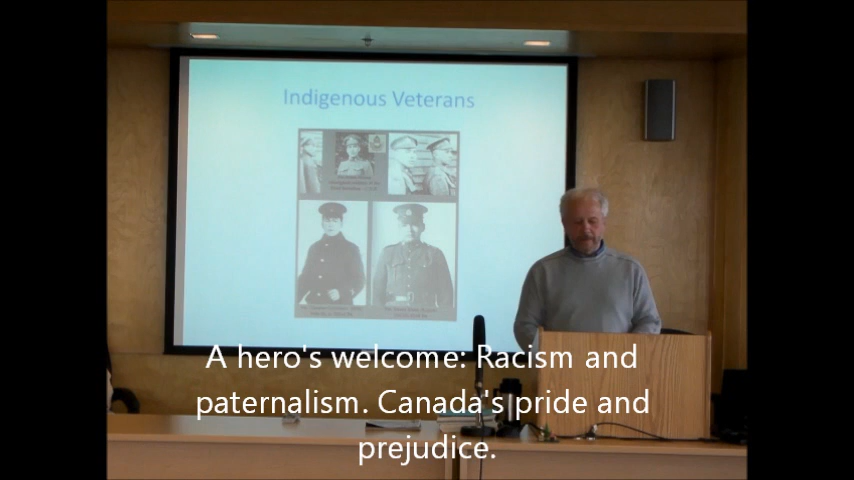 Indigenous Veterans
A hero's welcome: Racism and
paternalism. Canada's pride and
prejudice.